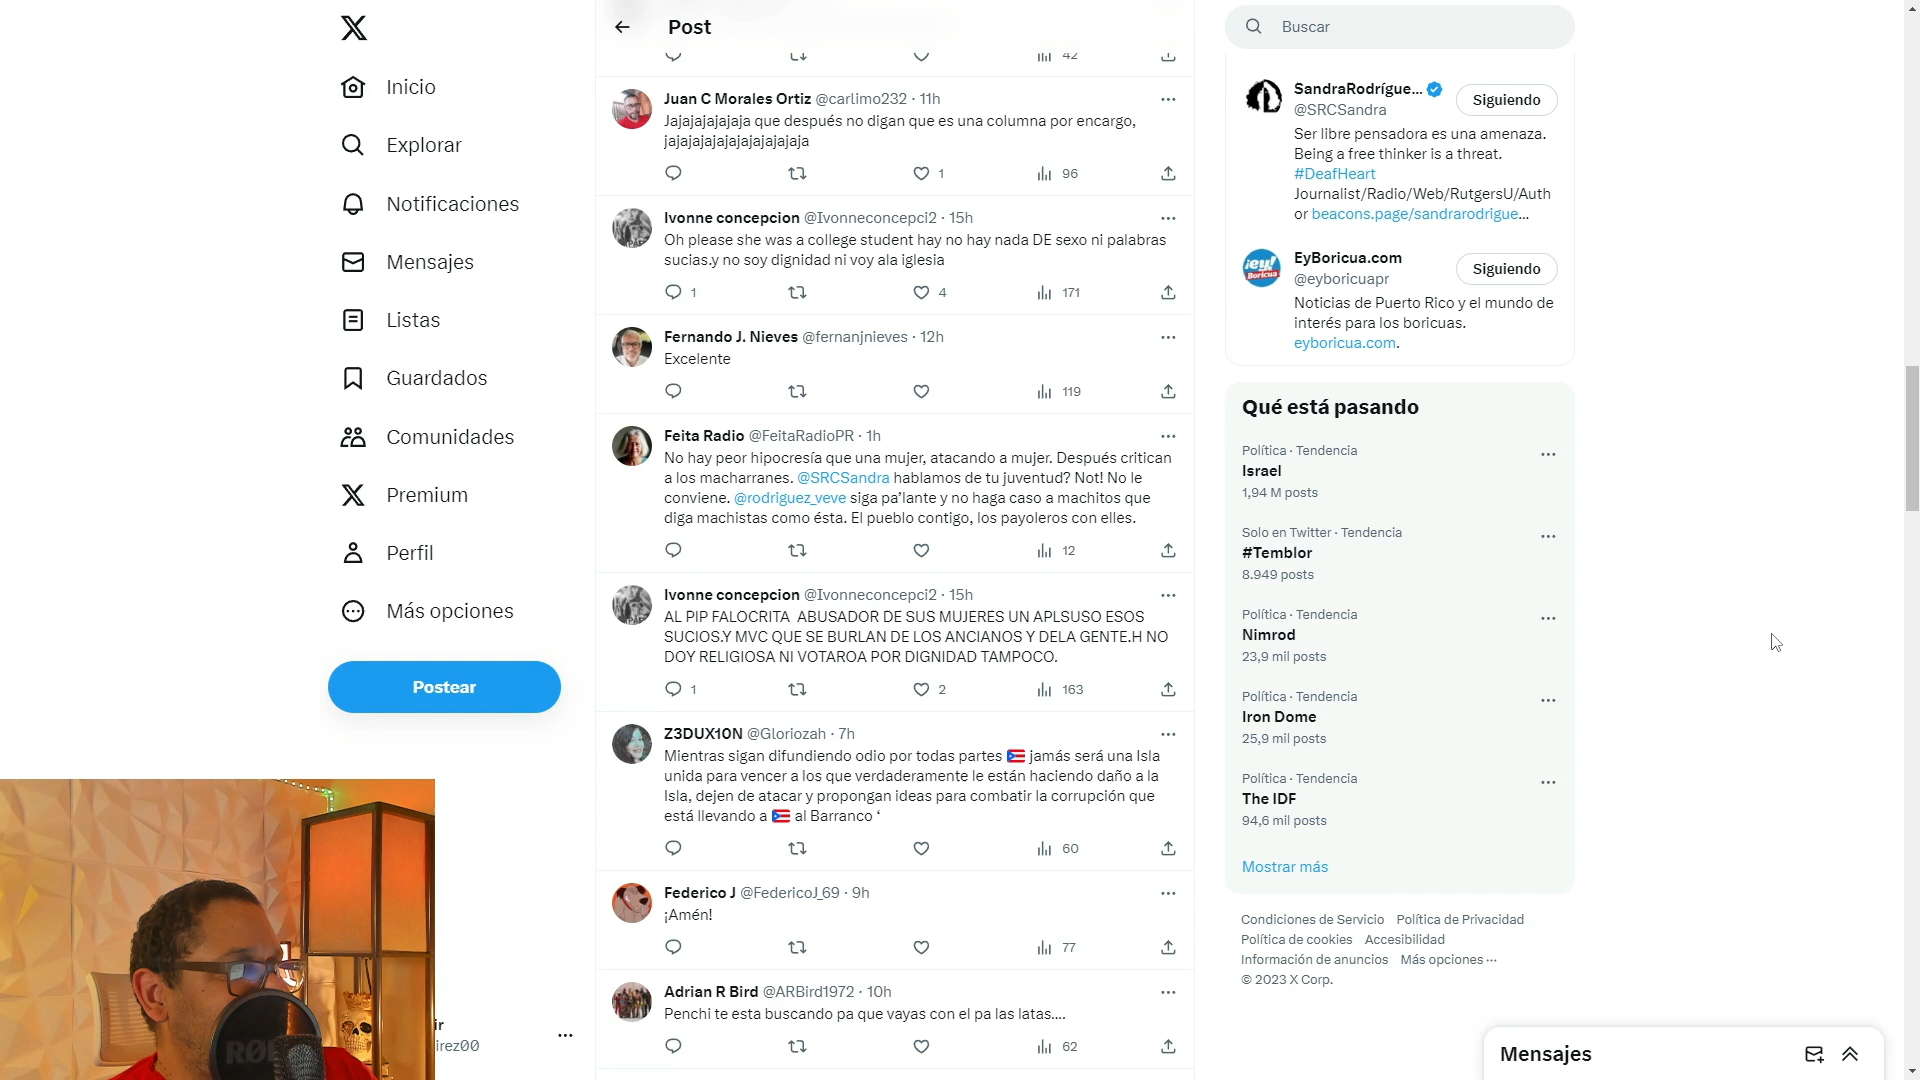 Post
Buscar
Inicio
Explorar
Notificaciones
Mensajes
Listas
Guardados
Comunidades
Premium
Perfil
Más opciones
Postear
ir
irez00
42
Juan C Morales Ortiz @carlimo232 · 11h
Jajajajajajaja que después no digan que es una columna por encargo,
jajajajajajajajajajaja
1 96
Ivonne concepcion @Ivonneconcepci2 · 15h
Oh please she was a college student hay no hay nada DE sexo ni palabras
sucias.y no soy dignidad ni voy ala iglesia
1 4 171
Fernando J. Nieves @fernanjnieves · 12h
Excelente
119
Feita Radio @FeitaRadioPR · 1h
No hay peor hipocresía que una mujer, atacando a mujer. Después critican
a los macharranes. @SRCSandra hablamos de tu juventud? Not! No le
conviene. @rodriguez_veve siga pa’lante y no haga caso a machitos que
diga machistas como ésta. El pueblo contigo, los payoleros con elles.
12
Ivonne concepcion @Ivonneconcepci2 · 15h
AL PIP FALOCRITA ABUSADOR DE SUS MUJERES UN APLSUSO ESOS
SUCIOS.Y MVC QUE SE BURLAN DE LOS ANCIANOS Y DELA GENTE.H NO
DOY RELIGIOSA NI VOTAROA POR DIGNIDAD TAMPOCO.
1 2 163
Z3DUX10N @Gloriozah · 7h
Mientras sigan difundiendo odio por todas partes 🇵🇷 jamás será una Isla
unida para vencer a los que verdaderamente le están haciendo daño a la
Isla, dejen de atacar y propongan ideas para combatir la corrupción que
está llevando a 🇵🇷 al Barranco ‘
60
Federico J @FedericoJ_69 · 9h
¡Amén!
77
Adrian R Bird @ARBird1972 · 10h
Penchi te esta buscando pa que vayas con el pa las latas....
62
SandraRodrígue...
@SRCSandra
Siguiendo
Ser libre pensadora es una amenaza.
Being a free thinker is a threat.
#DeafHeart
Journalist/Radio/Web/RutgersU/Auth
or beacons.page/sandrarodrigue...
¡ey!
Boricua
EyBoricua.com
@eyboricuapr
Siguiendo
Noticias de Puerto Rico y el mundo de
interés para los boricuas.
eyboricua.com.
Qué está pasando
Política · Tendencia
Israel
1,94 M posts
Solo en Twitter · Tendencia
#Temblor
8.949 posts
Política · Tendencia
Nimrod
23,9 mil posts
Política · Tendencia
Iron Dome
25,9 mil posts
Política · Tendencia
The IDF
94,6 mil posts
Mostrar más
Condiciones de Servicio Política de Privacidad
Política de cookies Accesibilidad
Información de anuncios Más opciones ···
© 2023 X Corp.
Mensajes